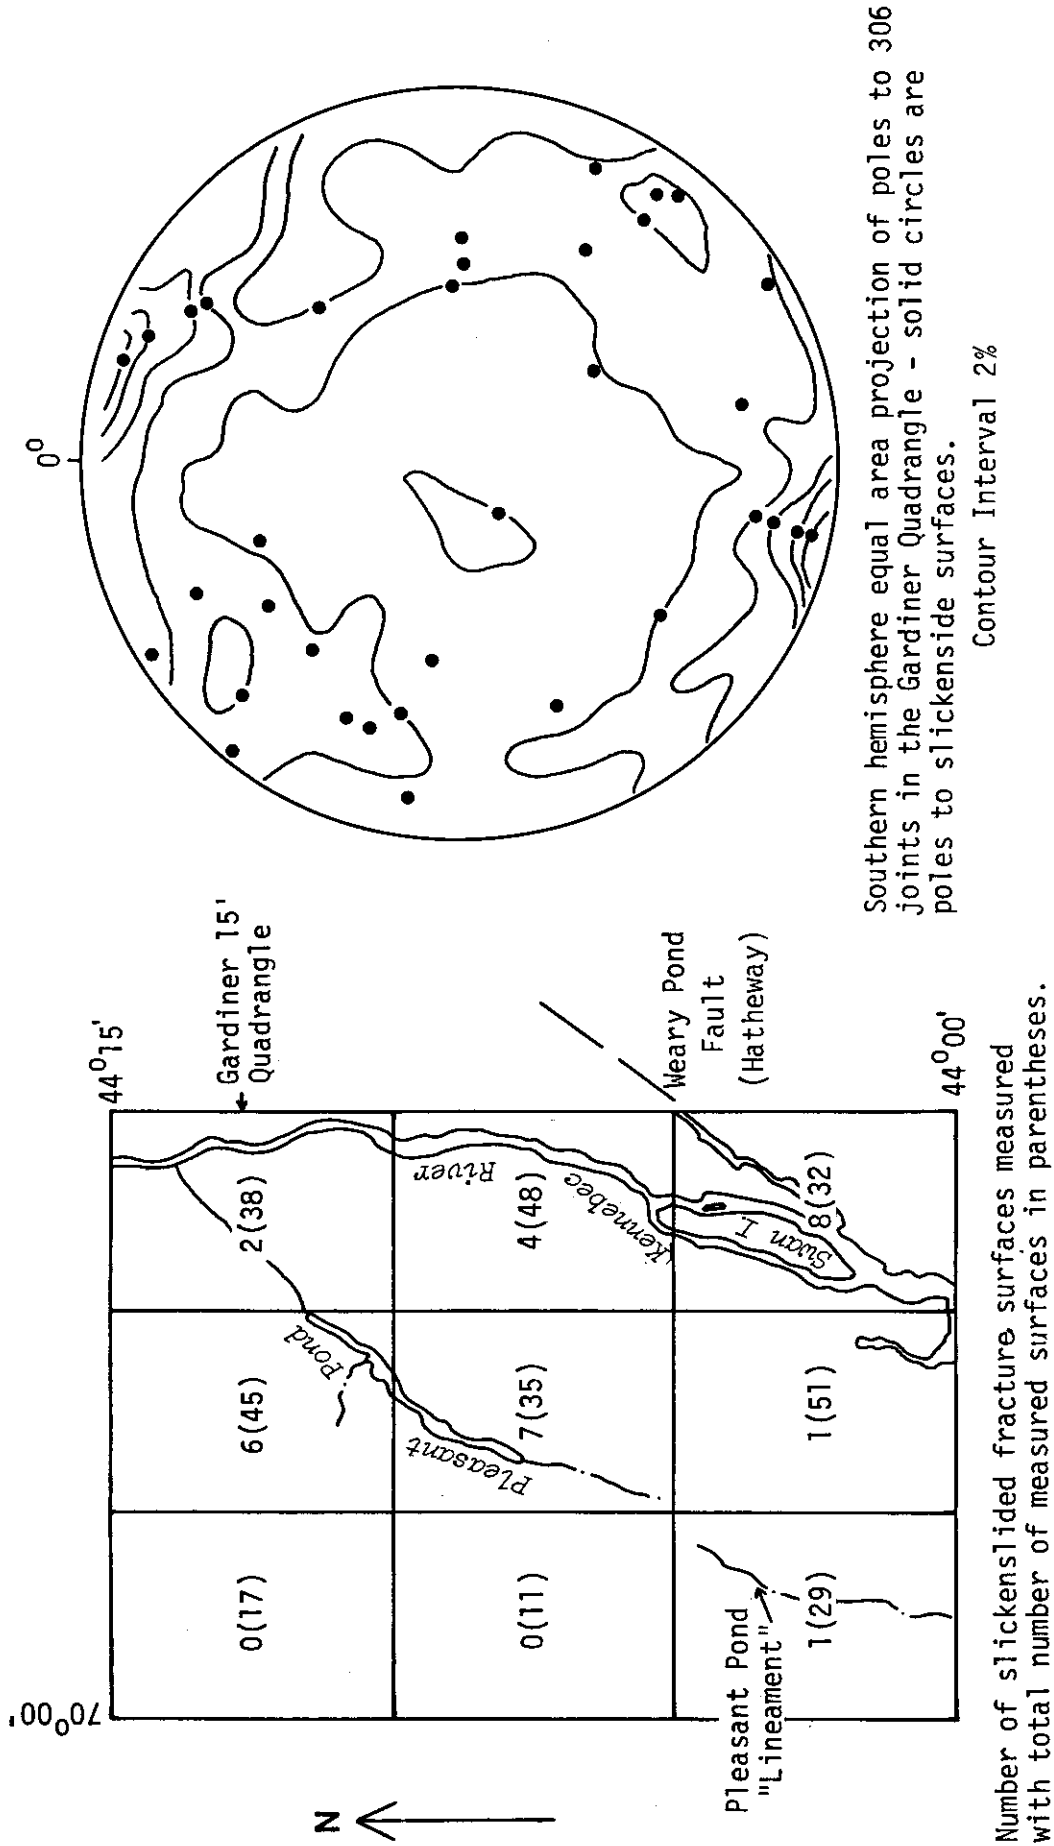 N
70°00'
44°15'
Gardiner 15'
Quadrangle
0(17)
6(45)
2(38)
Pond
Pleasant
River
Kennebec
0(11)
7(35)
4(48)
Weary Pond
Fault
(Hatheway)
Pleasant Pond
"Lineament"
1(29)
1(51)
8(32)
Swan I.
44°00'
Number of slickenslided fracture surfaces measured
with total number of measured surfaces in parentheses.
0°
Southern hemisphere equal area projection of poles to 306
joints in the Gardiner Quadrangle - solid circles are
poles to slickenside surfaces.
Contour Interval 2%